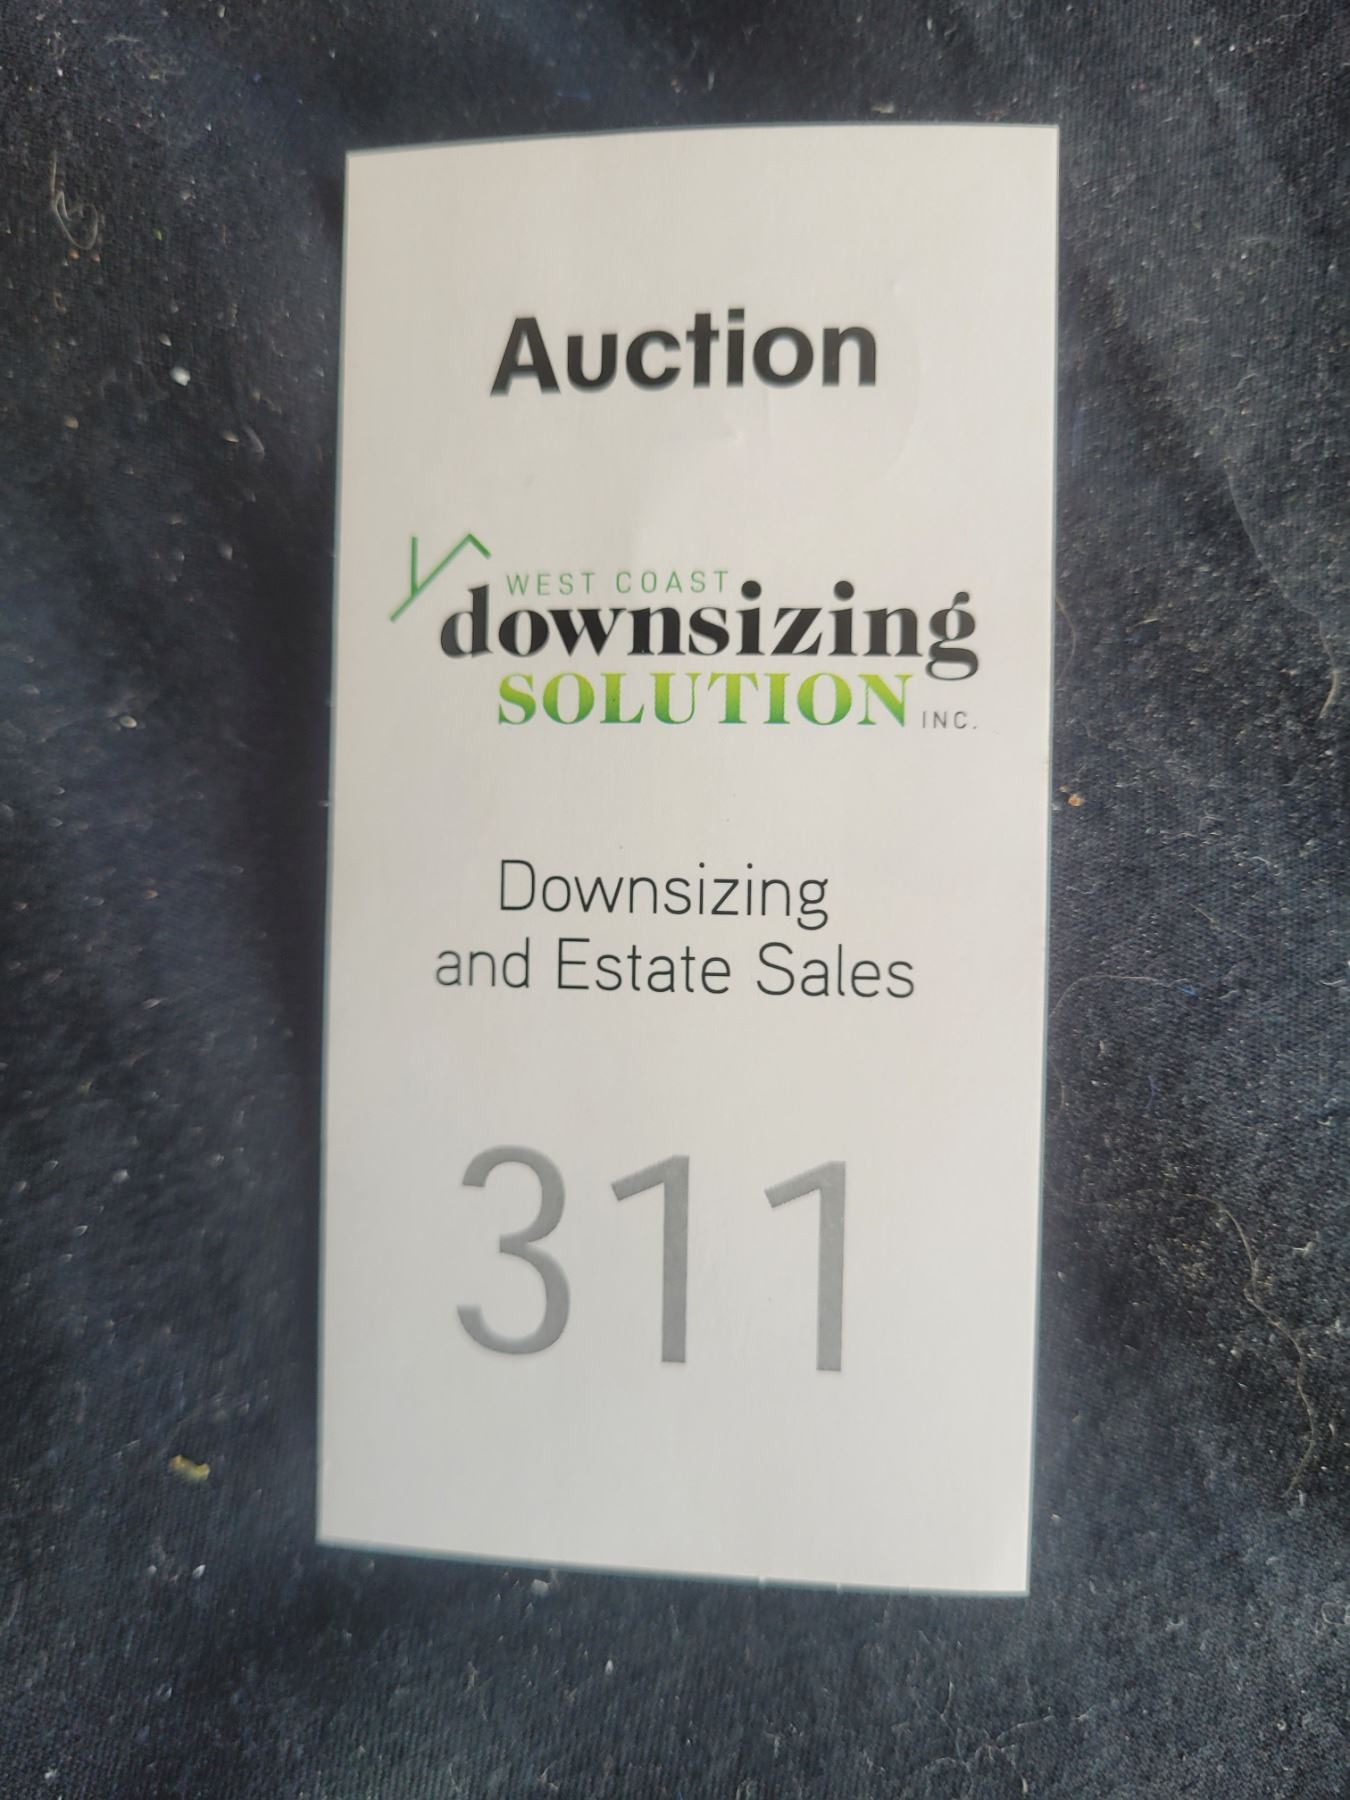 Auction
WEST COAST
downsizing
SOLUTION INC.
Downsizing
and Estate Sales
311